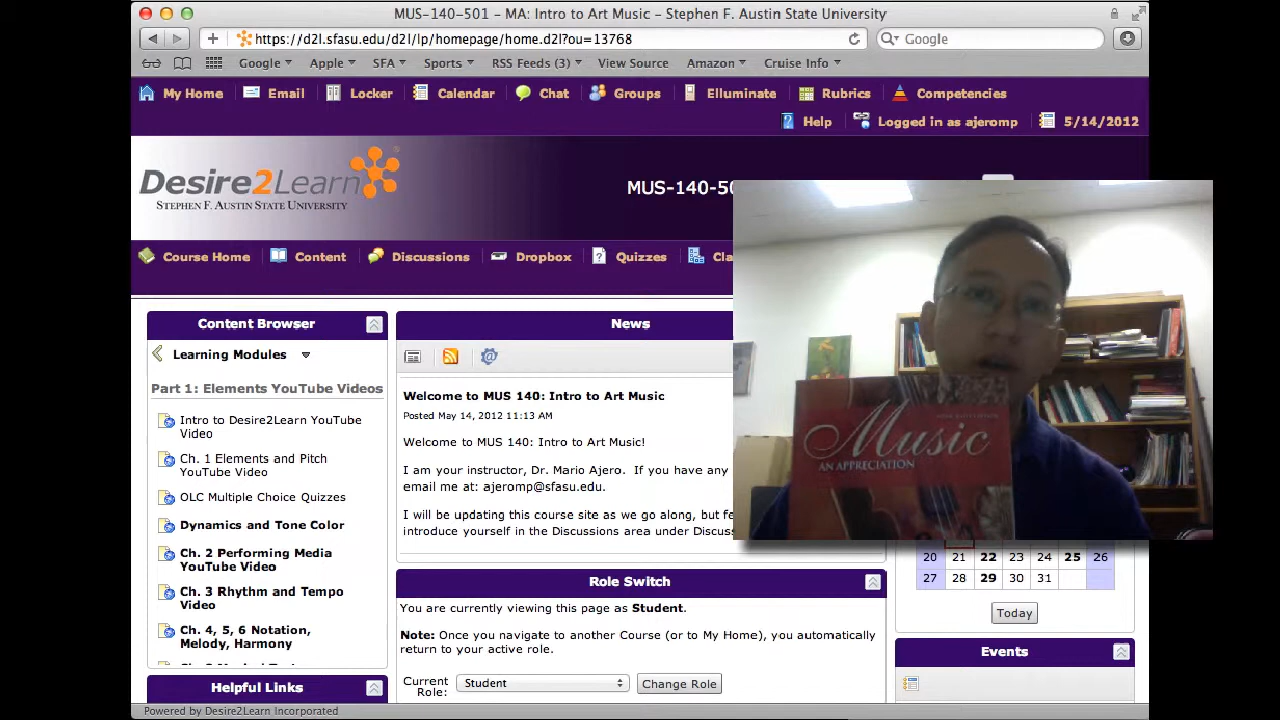 MUS-140-501 - MA: Intro to Art Music - Stephen F. Austin State University
https://d2l.sfasu.edu/d2l/lp/homepage/home.d2l?ou=13768
Google
Google Apple SFA Sports RSS Feeds (3) View Source Amazon Cruise Info
My Home Email Locker Calendar Chat Groups Elluminate Rubrics Competencies
Help Logged in as ajeromp 5/14/2012
Desire2Learn
STEPHEN F. AUSTIN STATE UNIVERSITY
MUS-140-50
Course Home Content Discussions Dropbox Quizzes Cla
Content Browser
Learning Modules
Part 1: Elements YouTube Videos
Intro to Desire2Learn YouTube
Video
Ch. 1 Elements and Pitch
YouTube Video
OLC Multiple Choice Quizzes
Dynamics and Tone Color
Ch. 2 Performing Media
YouTube Video
Ch. 3 Rhythm and Tempo
Video
Ch. 4, 5, 6 Notation,
Melody, Harmony
Helpful Links
News
Welcome to MUS 140: Intro to Art Music
Posted May 14, 2012 11:13 AM
Welcome to MUS 140: Intro to Art Music!
I am your instructor, Dr. Mario Ajero. If you have any
email me at: ajeromp@sfasu.edu.
I will be updating this course site as we go along, but fe
introduce yourself in the Discussions area under Discus
Role Switch
You are currently viewing this page as Student.
Note: Once you navigate to another Course (or to My Home), you automatically
return to your active role.
Current
Role:
Student
Change Role
Music
AN APPRECIATION
20 21 22 23 24 25 26
27 28 29 30 31
Today
Events
Powered by Desire2Learn Incorporated